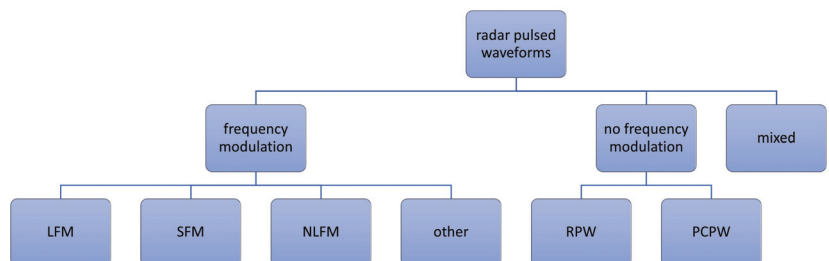 radar pulsed
waveforms
frequency
modulation
no frequency
modulation
mixed
LFM
SFM
NLFM
other
RPW
PCPW